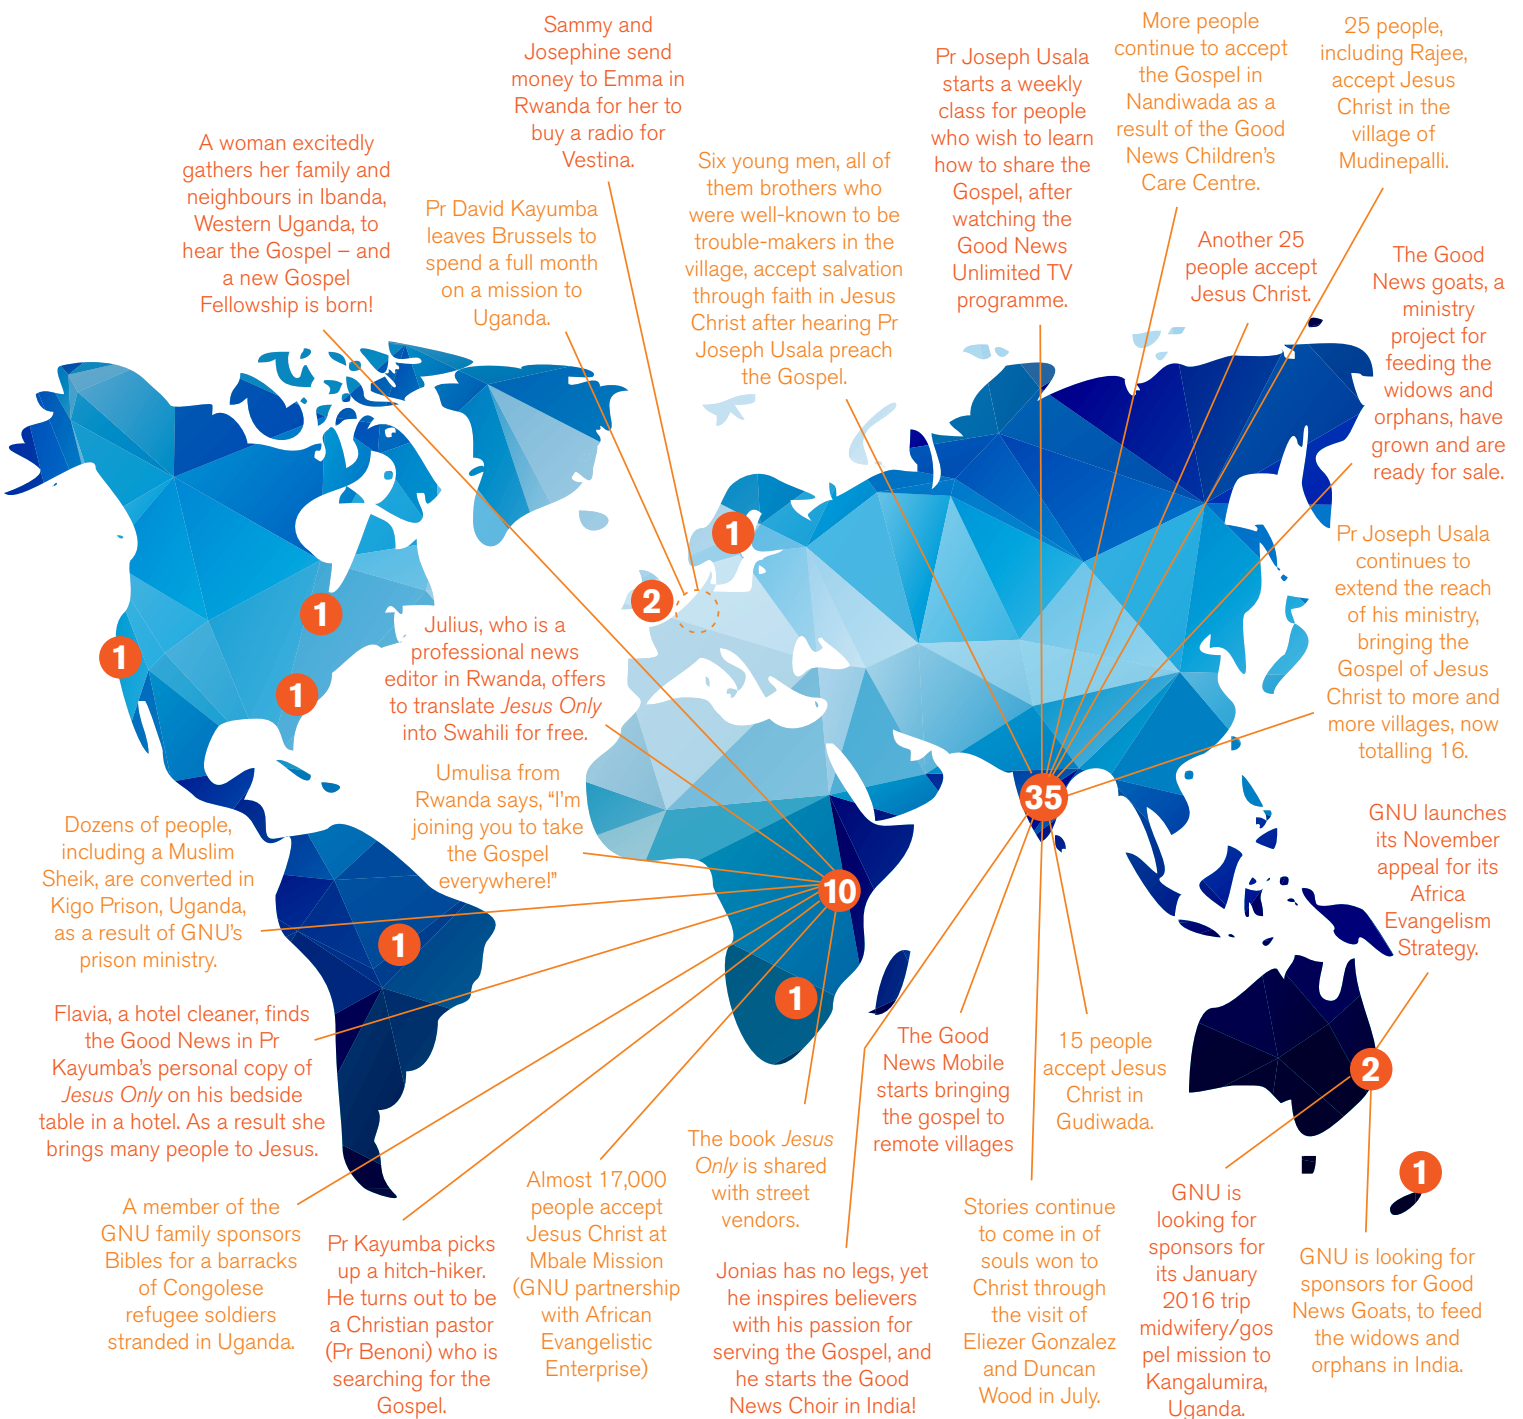 Sammy and
Josephine send
money to Emma in
Rwanda for her to
buy a radio for
Vestina.
More people
continue to accept
the Gospel in
Nandiwada as a
result of the Good
News Children's
Care Centre.
25 people,
including Rajee,
accept Jesus
Christ in the
village of
Mudinepalli.
Pr Joseph Usala
starts a weekly
class for people
who wish to learn
how to share the
Gospel, after
watching the
Good News
Unlimited TV
programme.
A woman excitedly
gathers her family and
neighbours in Ibanda,
Western Uganda, to
hear the Gospel – and
a new Gospel
Fellowship is born!
Pr David Kayumba
leaves Brussels to
spend a full month
on a mission to
Uganda.
Six young men, all of
them brothers who
were well-known to be
trouble-makers in the
village, accept salvation
through faith in Jesus
Christ after hearing Pr
Joseph Usala preach
the Gospel.
Another 25
people accept
Jesus Christ.
The Good
News goats, a
ministry
project for
feeding the
widows and
orphans, have
grown and are
ready for sale.
Pr Joseph Usala
continues to
extend the reach
of his ministry,
bringing the
Gospel of Jesus
Christ to more and
more villages, now
totalling 16.
1
2
1
1
1
Julius, who is a
professional news
editor in Rwanda, offers
to translate Jesus Only
into Swahili for free.
Umulisa from
Rwanda says, “I'm
joining you to take
the Gospel
everywhere!”
35
10
1
1
Dozens of people,
including a Muslim
Sheik, are converted in
Kigo Prison, Uganda,
as a result of GNU's
prison ministry.
GNU launches
its November
appeal for its
Africa
Evangelism
Strategy.
Flavia, a hotel cleaner, finds
the Good News in Pr
Kayumba's personal copy of
Jesus Only on his bedside
table in a hotel. As a result she
brings many people to Jesus.
The Good
News Mobile
starts bringing
the gospel to
remote villages
15 people
accept Jesus
Christ in
Gudiwada.
2
1
A member of the
GNU family sponsors
Bibles for a barracks
of Congolese
refugee soldiers
stranded in Uganda.
Pr Kayumba picks
up a hitch-hiker.
He turns out to be
a Christian pastor
(Pr Benoni) who is
searching for the
Gospel.
Almost 17,000
people accept
Jesus Christ at
Mbale Mission
(GNU partnership
with African
Evangelistic
Enterprise)
The book Jesus
Only is shared
with street
vendors.
Jonias has no legs, yet
he inspires believers
with his passion for
serving the Gospel, and
he starts the Good
News Choir in India!
Stories continue
to come in of
souls won to
Christ through
the visit of
Eliezer Gonzalez
and Duncan
Wood in July.
GNU is
looking for
sponsors for
its January
2016 trip
midwifery/gos
pel mission to
Kangalumira,
Uganda.
GNU is looking for
sponsors for Good
News Goats, to feed
the widows and
orphans in India.